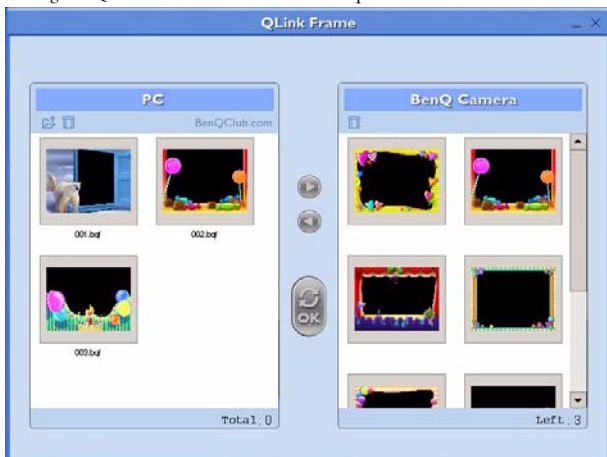 QLink Frame
PC
BenQ Camera
BenQClub.com
001.bqf
002.bqf
003.bqf
OK
Total:0
Left:3